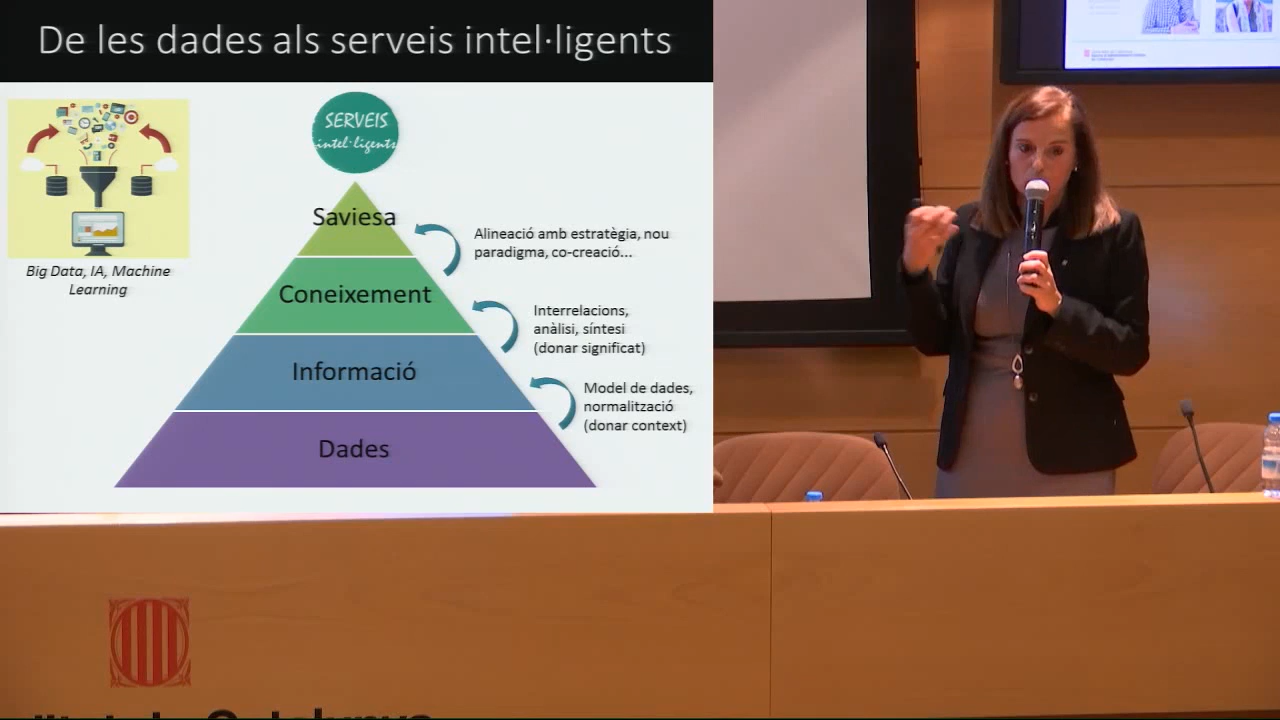 De les dades als serveis intel·ligents
SERVEIS
intel·ligents
Saviesa
Alineació amb estratègia, nou
paradigma, co-creació...
Big Data, IA, Machine
Learning
Coneixement
Interrelacions,
anàlisi, síntesi
(donar significat)
Informació
Model de dades,
normalització
(donar context)
Dades